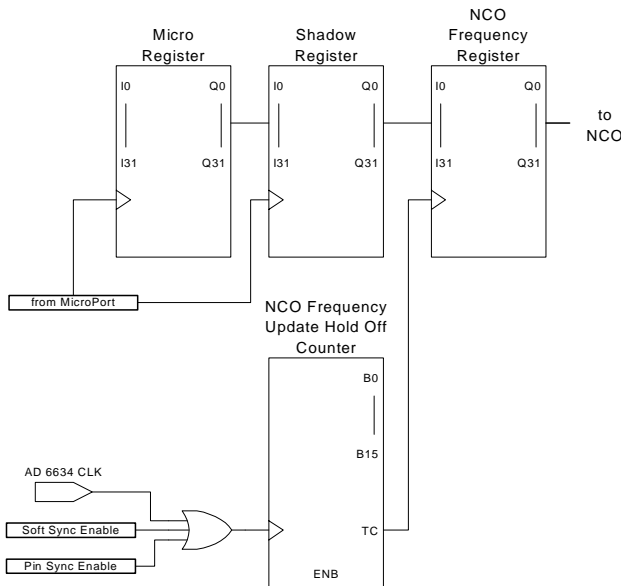 Micro
Register
Shadow
Register
NCO
Frequency
Register
I0
Q0
I31
Q31
I0
Q0
I31
Q31
I0
Q0
I31
Q31
to
NCO
from MicroPort
NCO Frequency
Update Hold Off
Counter
B0
B15
TC
ENB
AD 6634 CLK
Soft Sync Enable
Pin Sync Enable